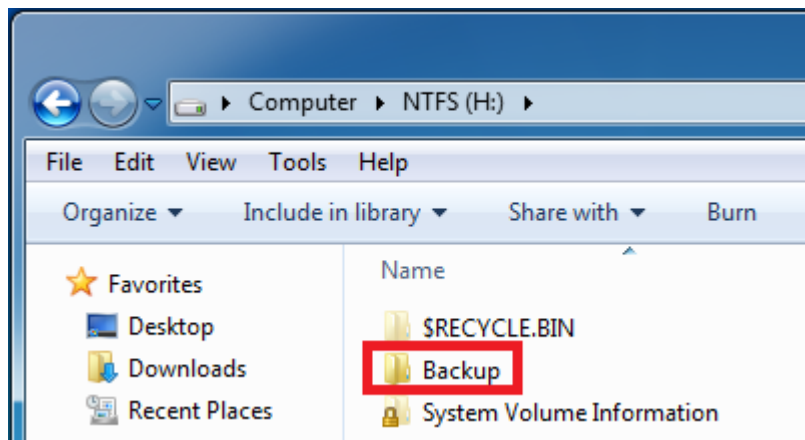 Computer NTFS (H:)
File Edit View Tools Help
Organize Include in library Share with Burn
Favorites
Desktop
Downloads
Recent Places
Name
$RECYCLE.BIN
Backup
System Volume Information